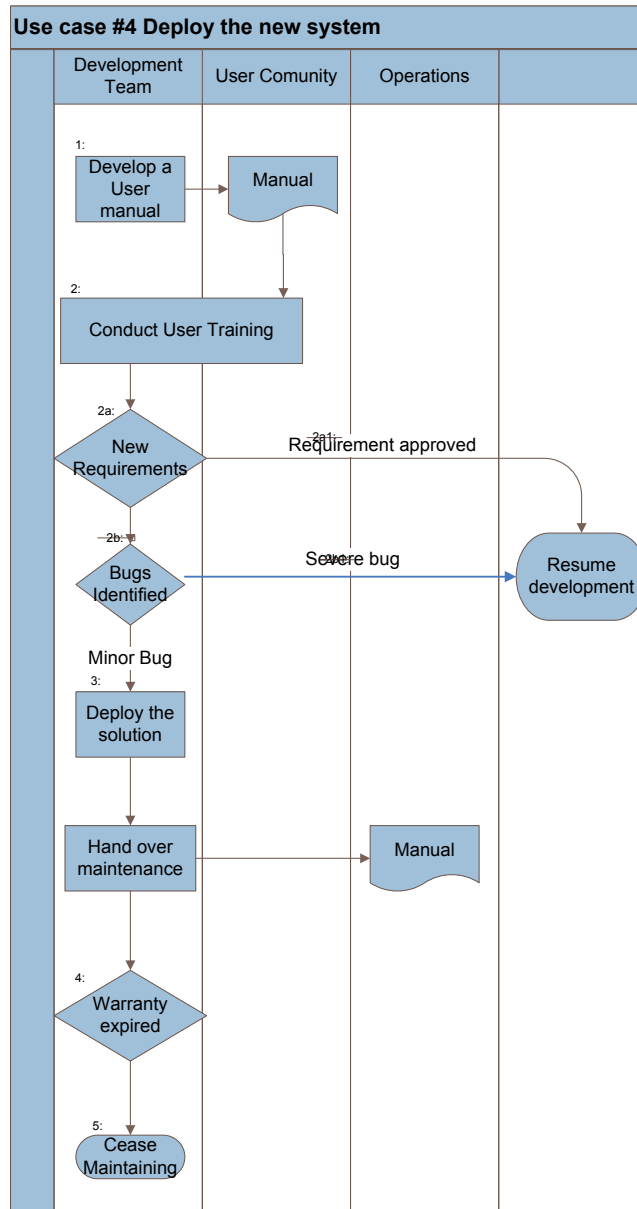 Use case #4 Deploy the new system
Development
Team
User Comunity
Operations
1:
Develop a
User
manual
Manual
2:
Conduct User Training
2a:
New
Requirements
2a1:
Requirement approved
2b:
Bugs
Identified
2b1:
Severe bug
Resume
development
Minor Bug
3:
Deploy the
solution
Hand over
maintenance
Manual
4:
Warranty
expired
5:
Cease
Maintaining